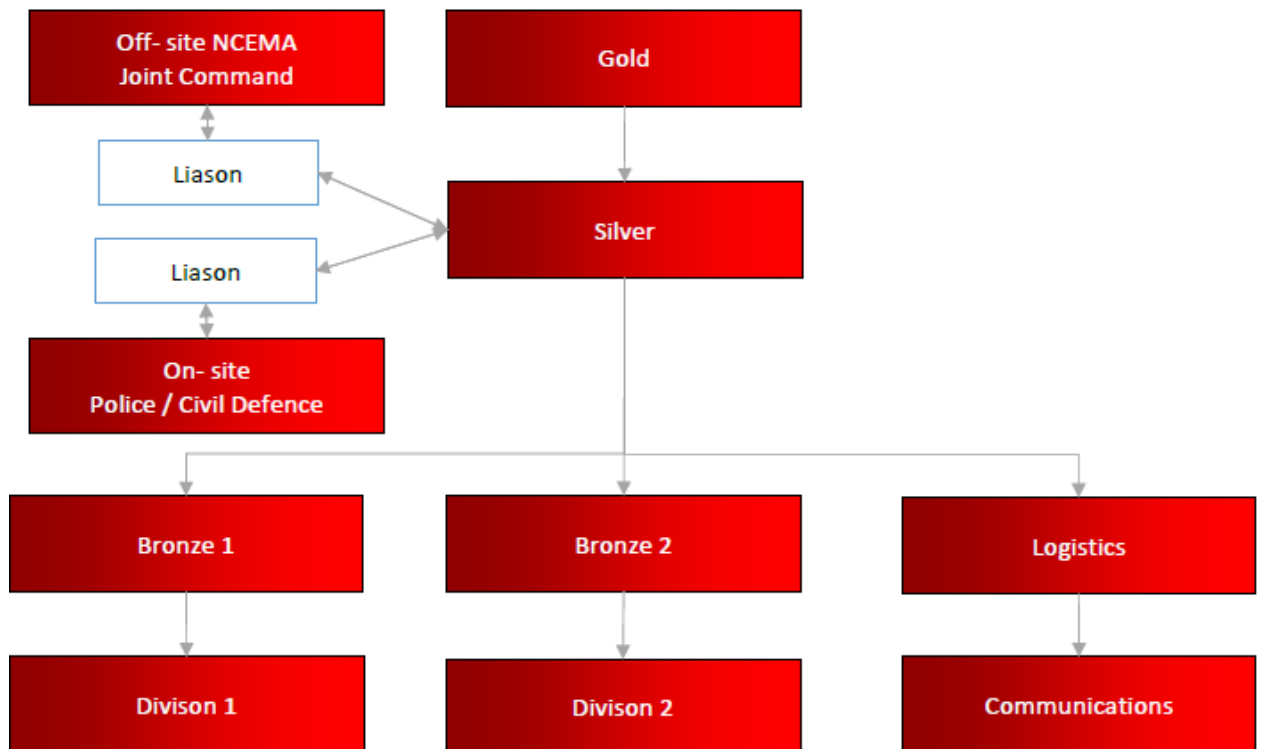 Off- site NCEMA
Joint Command
Gold
Liason
Silver
Liason
On- site
Police / Civil Defence
Bronze 1
Bronze 2
Logistics
Divison 1
Divison 2
Communications